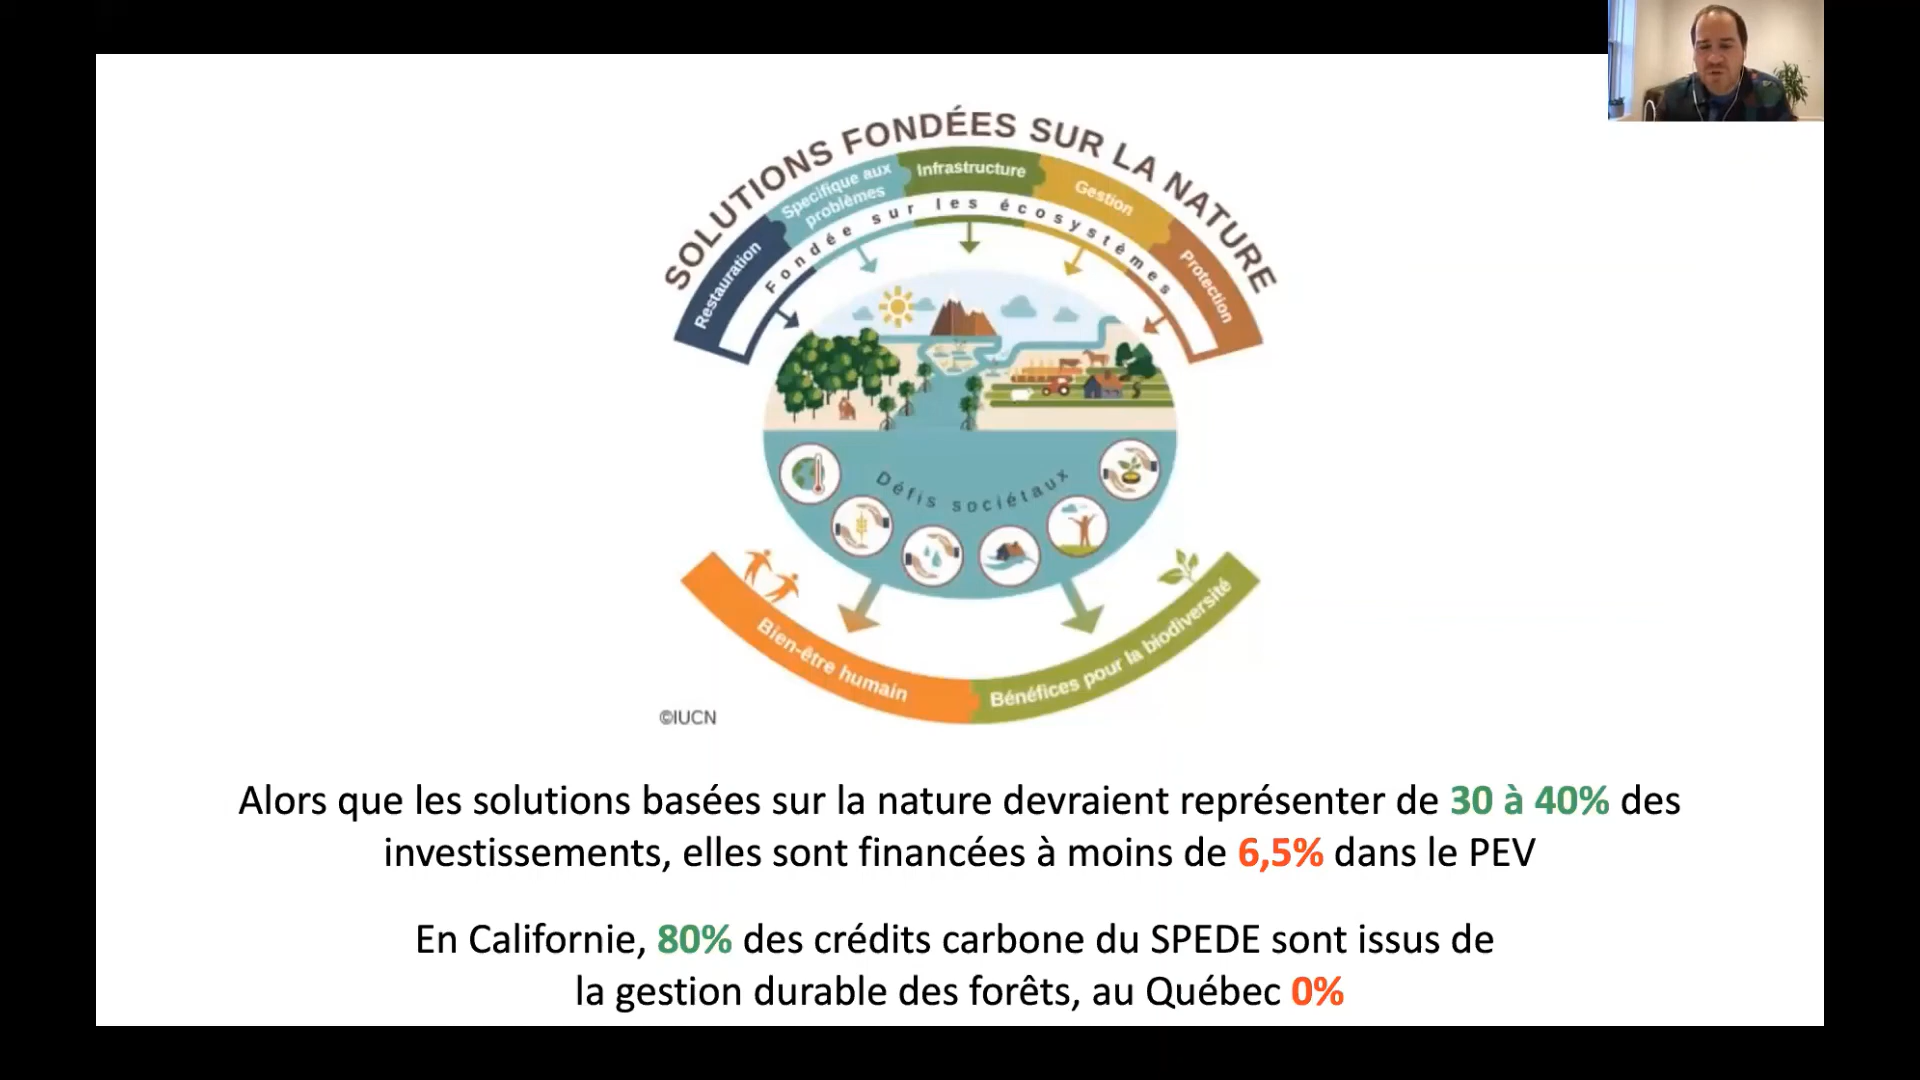 SOLUTIONS FONDÉES SUR LA NATURE
Restauration
Specifique aux
problèmes
Infrastructure
Gestion
Protection
Fondée sur les écosystèmes
Défis sociétaux
Bien-être humain
Bénéfices pour la biodiversité
©IUCN
Alors que les solutions basées sur la nature devraient représenter de 30 à 40% des
investissements, elles sont financées à moins de 6,5% dans le PEV
En Californie, 80% des crédits carbone du SPEDE sont issus de
la gestion durable des forêts, au Québec 0%